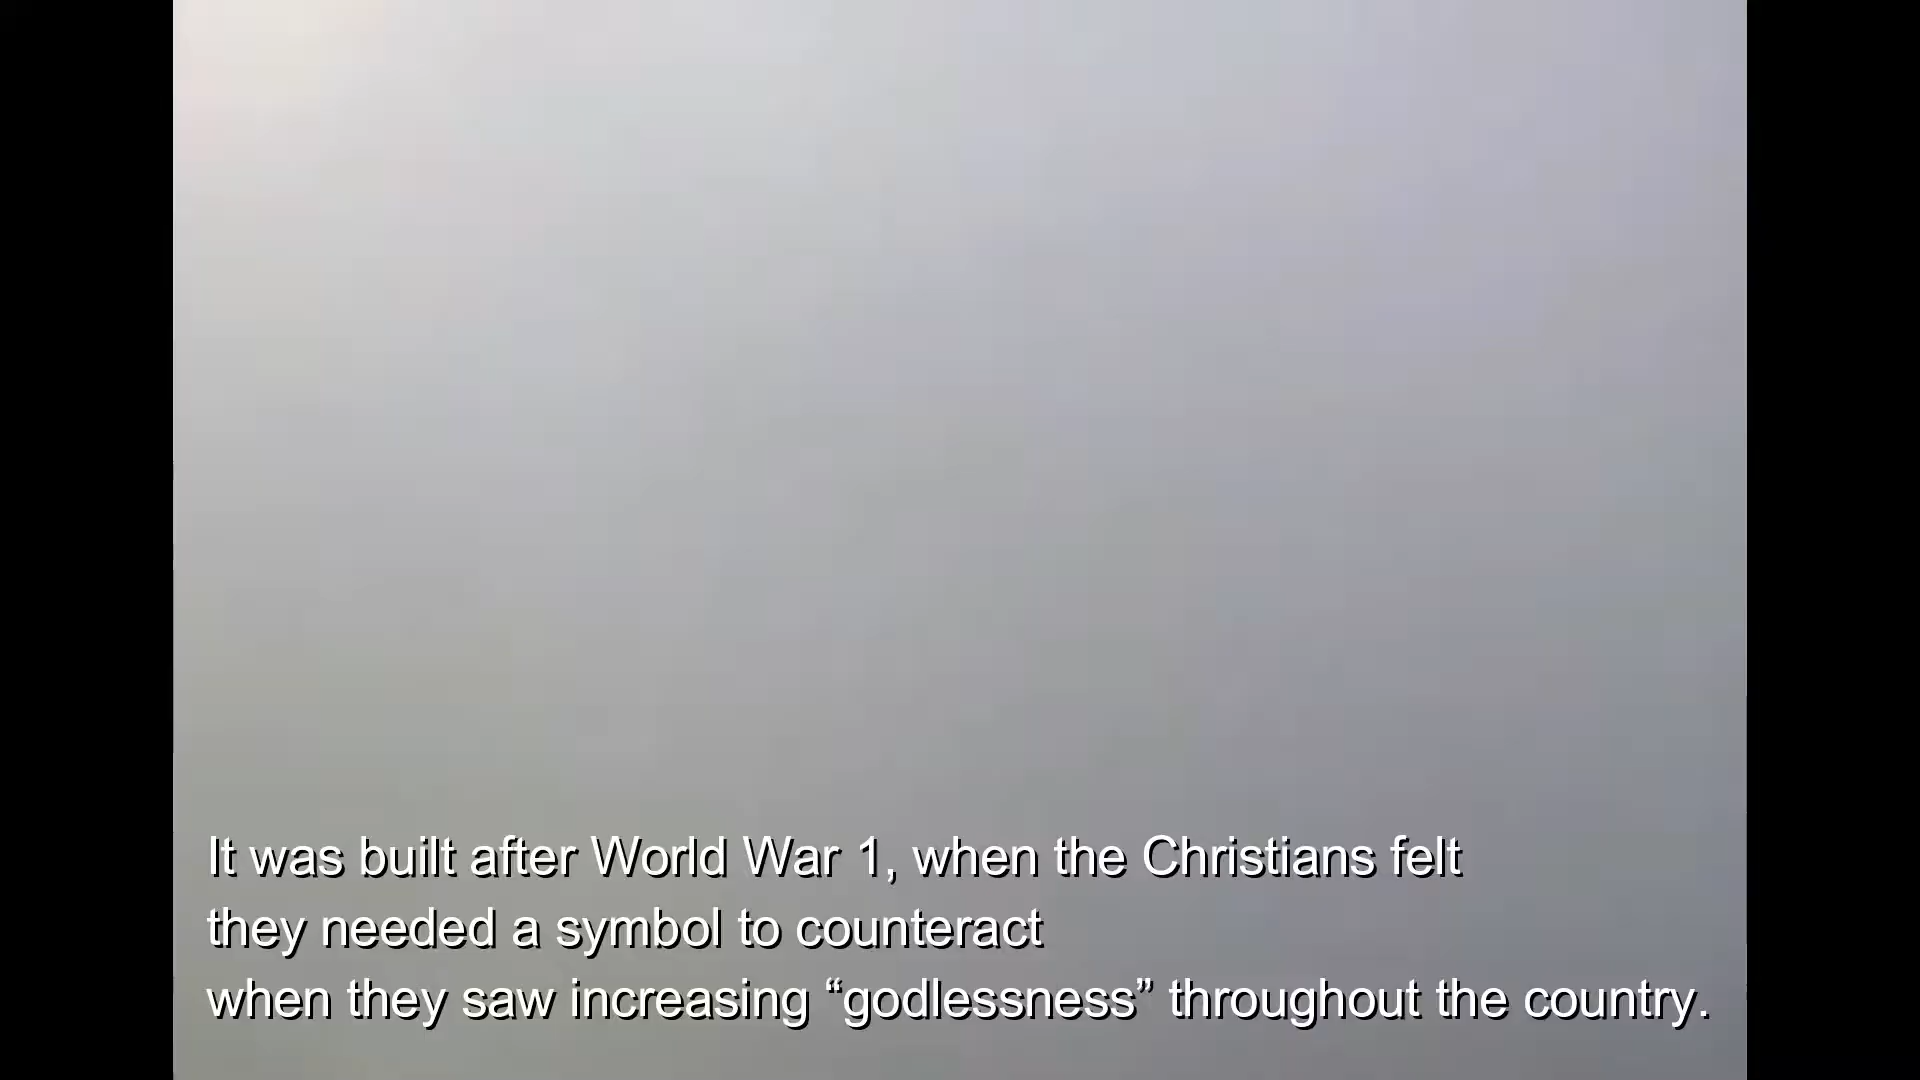 It was built after World War 1, when the Christians felt
they needed a symbol to counteract
when they saw increasing “godlessness” throughout the country.